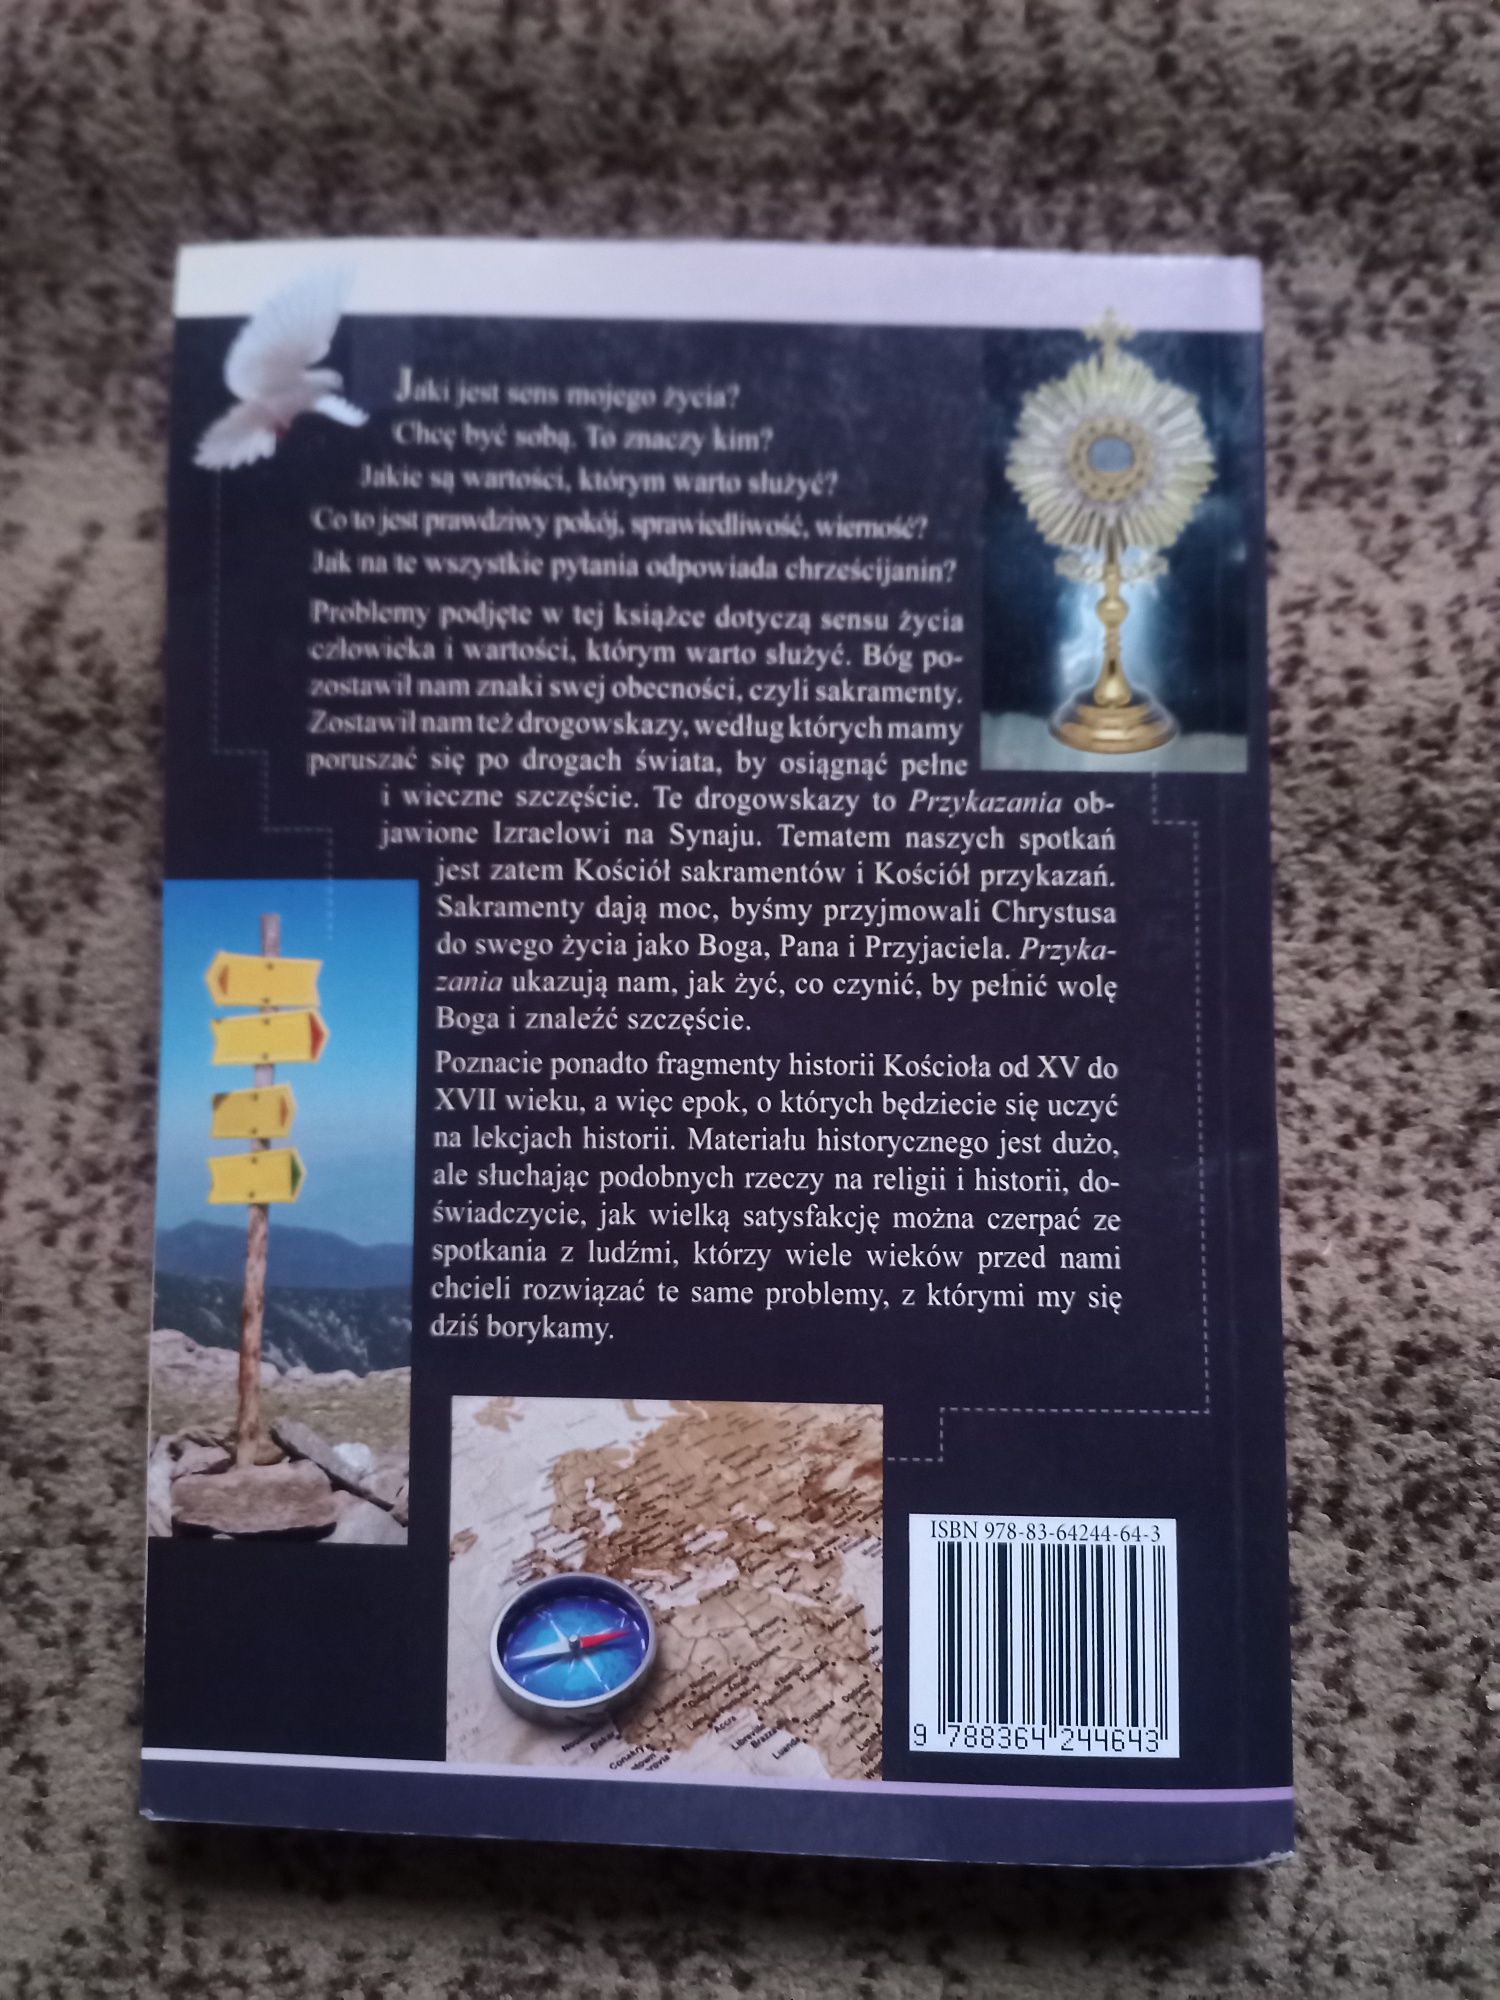 Jaki jest sens mojego życia?
Chcę być sobą. To znaczy kim?
Jakie są wartości, którym warto służyć?
Co to jest prawdziwy pokój, sprawiedliwość, wierność?
Jak na te wszystkie pytania odpowiada chrześcijanin?
Problemy podjęte w tej książce dotyczą sensu życia
człowieka i wartości, którym warto służyć. Bóg po-
zostawił nam znaki swej obecności, czyli sakramenty.
Zostawił nam też drogowskazy, według których mamy
poruszać się po drogach świata, by osiągnąć pełne
i wieczne szczęście. Te drogowskazy to Przykazania ob-
jawione Izraelowi na Synaju. Tematem naszych spotkań
jest zatem Kościół sakramentów i Kościół przykazań.
Sakramenty dają moc, byśmy przyjmowali Chrystusa
do swego życia jako Boga, Pana i Przyjaciela. Przyka-
zania ukazują nam, jak żyć, co czynić, by pełnić wolę
Boga i znaleźć szczęście.
Poznacie ponadto fragmenty historii Kościoła od XV do
XVII wieku, a więc epok, o których będziecie się uczyć
na lekcjach historii. Materiału historycznego jest dużo,
ale słuchając podobnych rzeczy na religii i historii, do-
świadczycie, jak wielką satysfakcję można czerpać ze
spotkania z ludźmi, którzy wiele wieków przed nami
chcieli rozwiązać te same problemy, z którymi my się
dziś borykamy.
Accra
Libreville
Luanda
Kinshasa
Dakar
Conakry
ISBN 978-83-64244-64-3
9 788364 244643